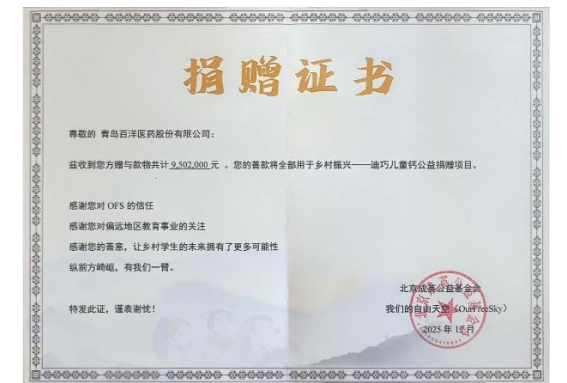 捐赠证书
尊敬的 青岛百洋医药股份有限公司：
兹收到您方赠与款物共计 9,502,000 元 。您的善款将全部用于乡村振兴——迪巧儿童钙公益捐赠项目。
感谢您对 OFS 的信任
感谢您对偏远地区教育事业的关注
感谢您的善意，让乡村学生的未来拥有了更多可能性
纵前方崎岖，有我们一臂。
北京成蒿公益基金会
特发此证，谨表谢忱！
我们的自由天空（OurFreeSky）
2025 年 12月